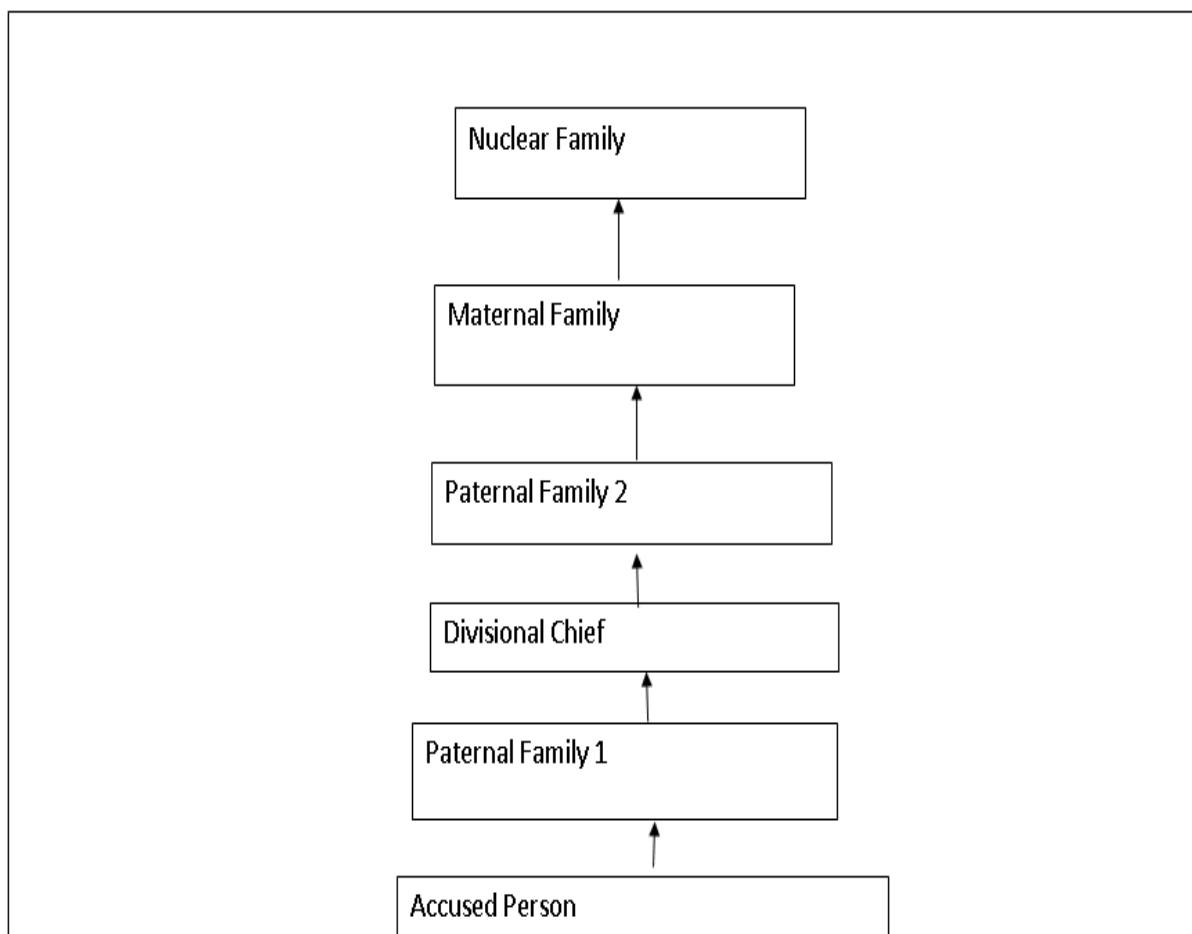 Nuclear Family
Maternal Family
Paternal Family 2
Divisional Chief
Paternal Family 1
Accused Person